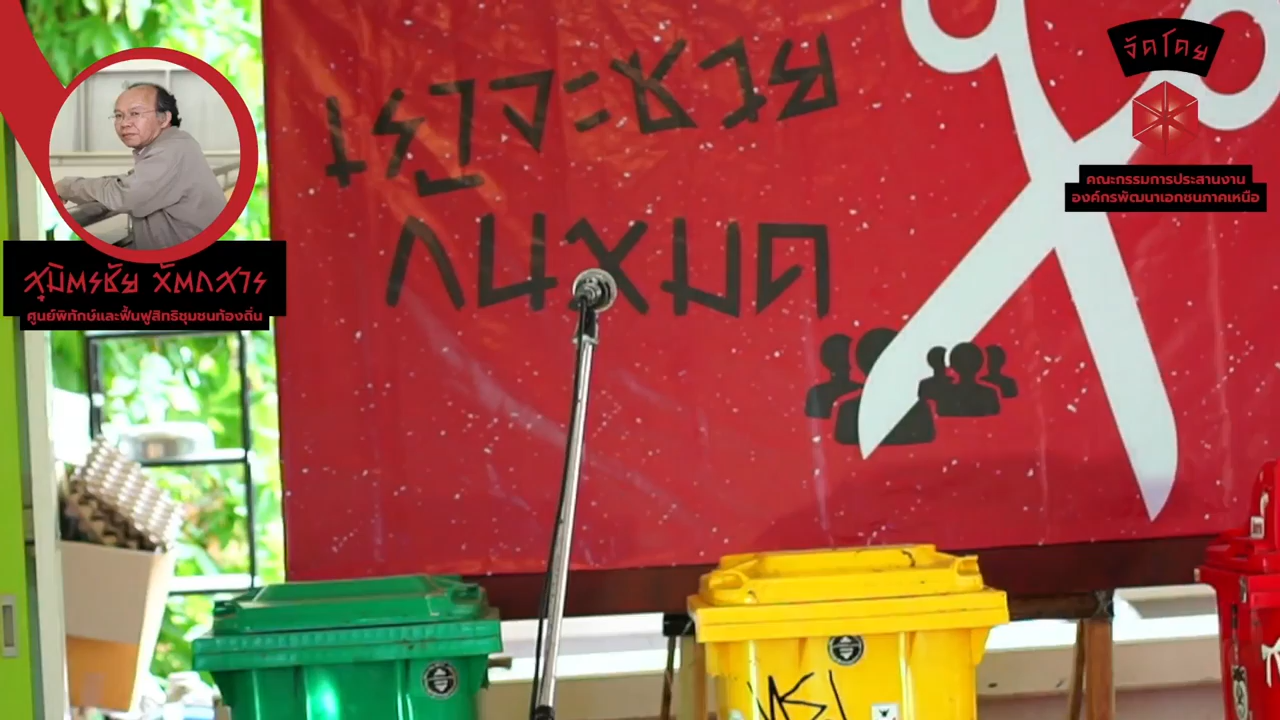 เราจะซวย
กนหมด
สุมิตรชัย หัตถสาร
ศูนย์พิทักษ์และฟื้นฟูสิทธิชุมชนท้องถิ่น
จัดโดย
คณะกรรมการประสานงาน
องค์กรพัฒนาเอกชนภาคเหนือ